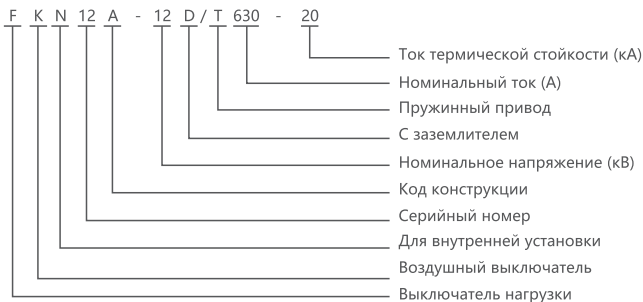 F K N 12 A - 12 D / T 630 - 20
Ток термической стойкости (кА)
Номинальный ток (А)
Пружинный привод
С заземлителем
Номинальное напряжение (кВ)
Код конструкции
Серийный номер
Для внутренней установки
Воздушный выключатель
Выключатель нагрузки